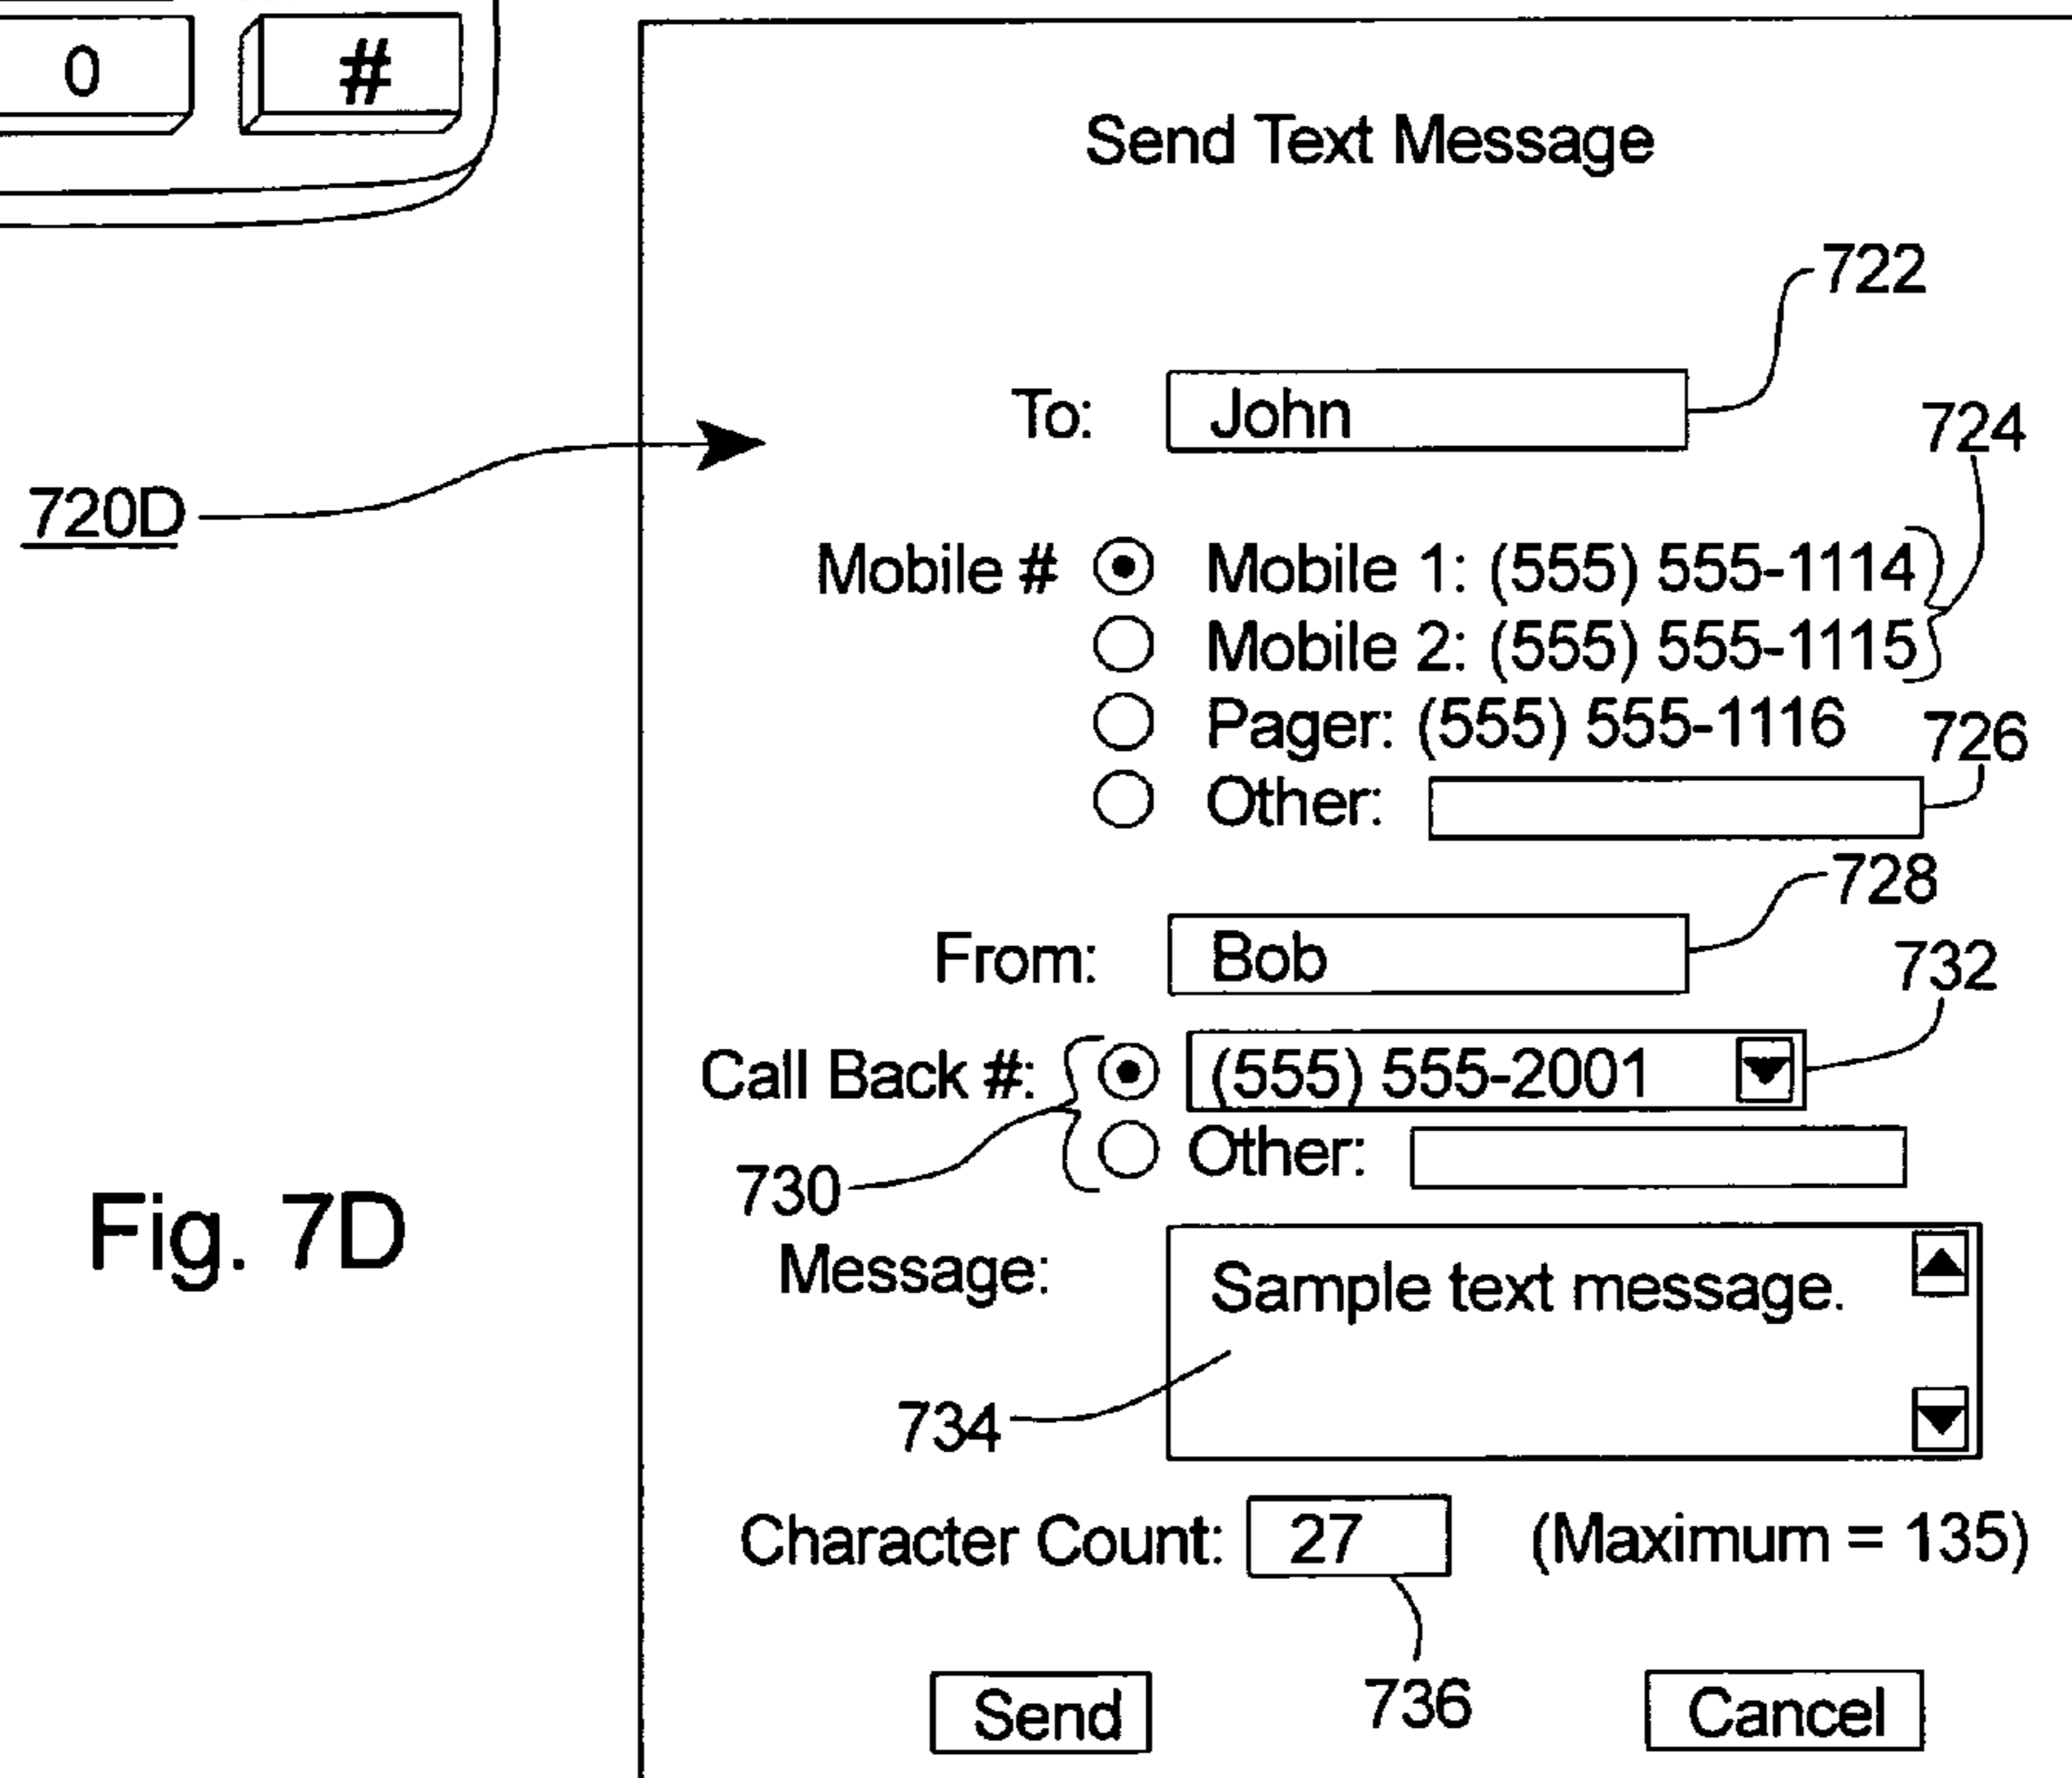 0 #
Send Text Message
722
To: John
724
720D
Mobile # Mobile 1: (555) 555-1114
Mobile 2: (555) 555-1115
Pager: (555) 555-1116
726
Other:
728
From: Bob
732
Call Back #: (555) 555-2001
Other:
730
Fig. 7D
Message: Sample text message.
734
Character Count: 27 (Maximum = 135)
736
Send Cancel